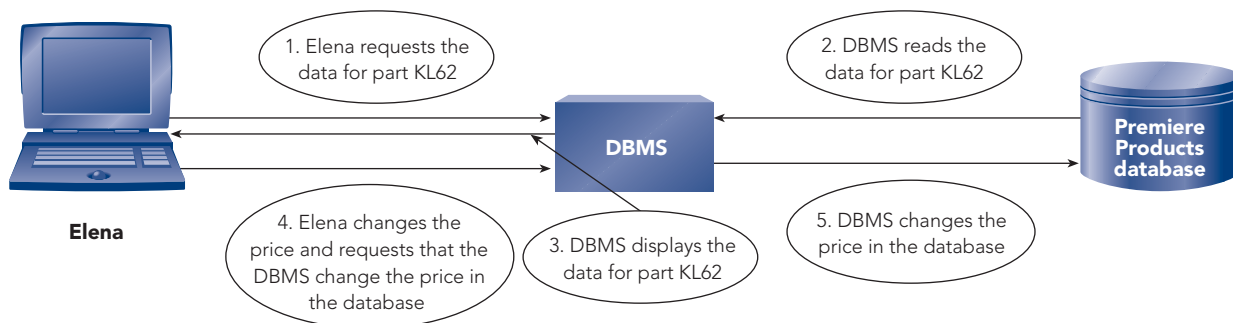 1. Elena requests the
data for part KL62
2. DBMS reads the
data for part KL62
DBMS
Premiere
Products
database
Elena
4. Elena changes the
price and requests that the
DBMS change the price in
the database
3. DBMS displays the
data for part KL62
5. DBMS changes the
price in the database